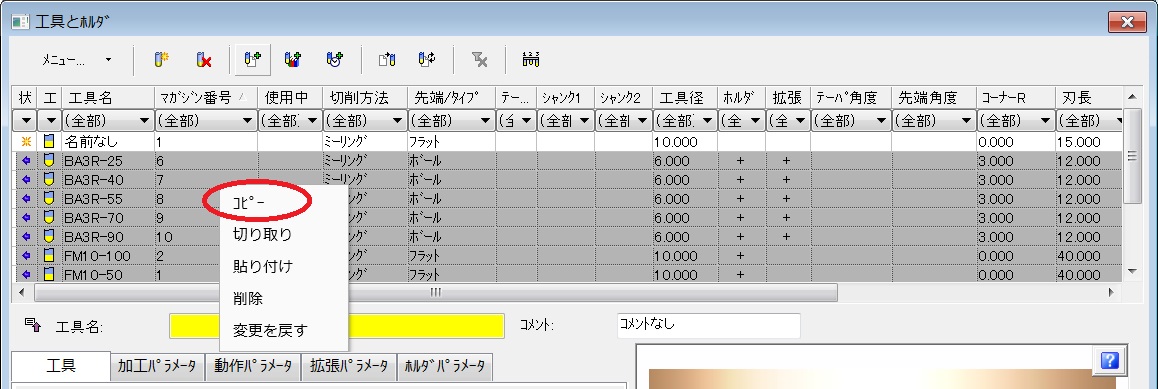 工具とﾎﾙﾀﾞ
ﾒﾆｭｰ...
状 工 工具名 ﾏｶﾞｼﾞﾝ番号 使用中 切削方法 先端/ﾀｲﾌﾟ テー... ｼｬﾝｸ1 ｼｬﾝｸ2 工具径 ﾎﾙﾀﾞ 拡張 ﾃｰﾊﾟ角度 先端角度 ｺｰﾅｰR 刃長
(全部) (全部) (全部) (全部) (全部) (全 (全部) (全部) (全部) (全 (全 (全部) (全部) (全部) (全部)
名前なし 1 ﾐｰﾘﾝｸﾞ ﾌﾗｯﾄ 10.000 0.000 15.000
BA3R-25 6 ﾐｰﾘﾝｸﾞ ﾎﾞｰﾙ 6.000 + + 3.000 12.000
BA3R-40 7 ﾐｰﾘﾝｸﾞ ﾎﾞｰﾙ 6.000 + + 3.000 12.000
BA3R-55 8 ﾘﾝｸﾞ ﾎﾞｰﾙ 6.000 + + 3.000 12.000
BA3R-70 9 ﾘﾝｸﾞ ﾎﾞｰﾙ 6.000 + + 3.000 12.000
BA3R-90 10 ﾘﾝｸﾞ ﾎﾞｰﾙ 6.000 + + 3.000 12.000
FM10-100 2 ﾘﾝｸﾞ ﾌﾗｯﾄ 10.000 + 0.000 40.000
FM10-50 1 ﾘﾝｸﾞ ﾌﾗｯﾄ 10.000 + 0.000 40.000
ｺﾋﾟｰ
切り取り
貼り付け
削除
変更を戻す
工具名: ｺﾒﾝﾄ: ｺﾒﾝﾄなし
工具 加工ﾊﾟﾗﾒｰﾀ 動作ﾊﾟﾗﾒｰﾀ 拡張ﾊﾟﾗﾒｰﾀ ﾎﾙﾀﾞﾊﾟﾗﾒｰﾀ